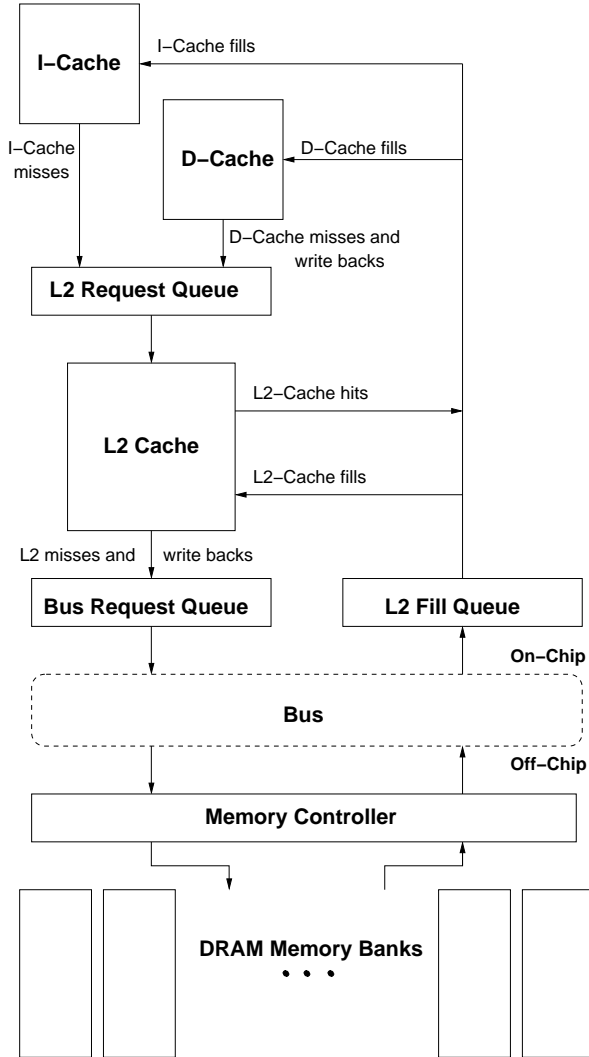 I−Cache fills
I−Cache
I−Cache
misses
D−Cache
D−Cache fills
D−Cache misses and
write backs
L2 Request Queue
L2−Cache hits
L2 Cache
L2−Cache fills
L2 misses and write backs
Bus Request Queue
L2 Fill Queue
On−Chip
Bus
Off−Chip
Memory Controller
DRAM Memory Banks
• • •